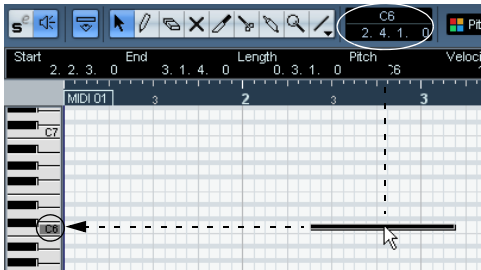 C6
2. 4. 1. 0
Pit
Start End Length Pitch Veloci
2. 2. 3. 0 3. 1. 4. 0 0. 3. 1. 0
MIDI 01 3 2 3 3
C7
C6